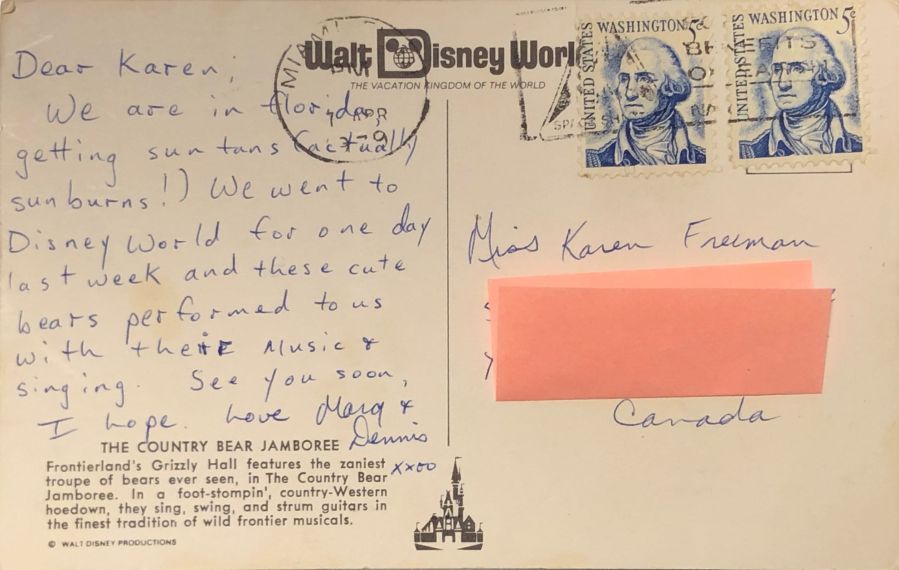 Dear Karen,
We are in florida
getting sun tans (actually
sunburns!) We went to
Disney World for one day
last week and these cute
bears performed to us
with their music &
singing. See you soon,
I hope. Love Marg &
Dennis
xxoo
THE COUNTRY BEAR JAMBOREE
Frontierland's Grizzly Hall features the zaniest
troupe of bears ever seen, in The Country Bear
Jamboree. In a foot-stompin', country-Western
hoedown, they sing, swing, and strum guitars in
the finest tradition of wild frontier musicals.
© WALT DISNEY PRODUCTIONS
Walt Disney World
THE VACATION KINGDOM OF THE WORLD
MIAMI
PM
APR
UNITED STATES
WASHINGTON 5c
UNITED STATES
WASHINGTON 5c
Miss Karen Freeman
Canada